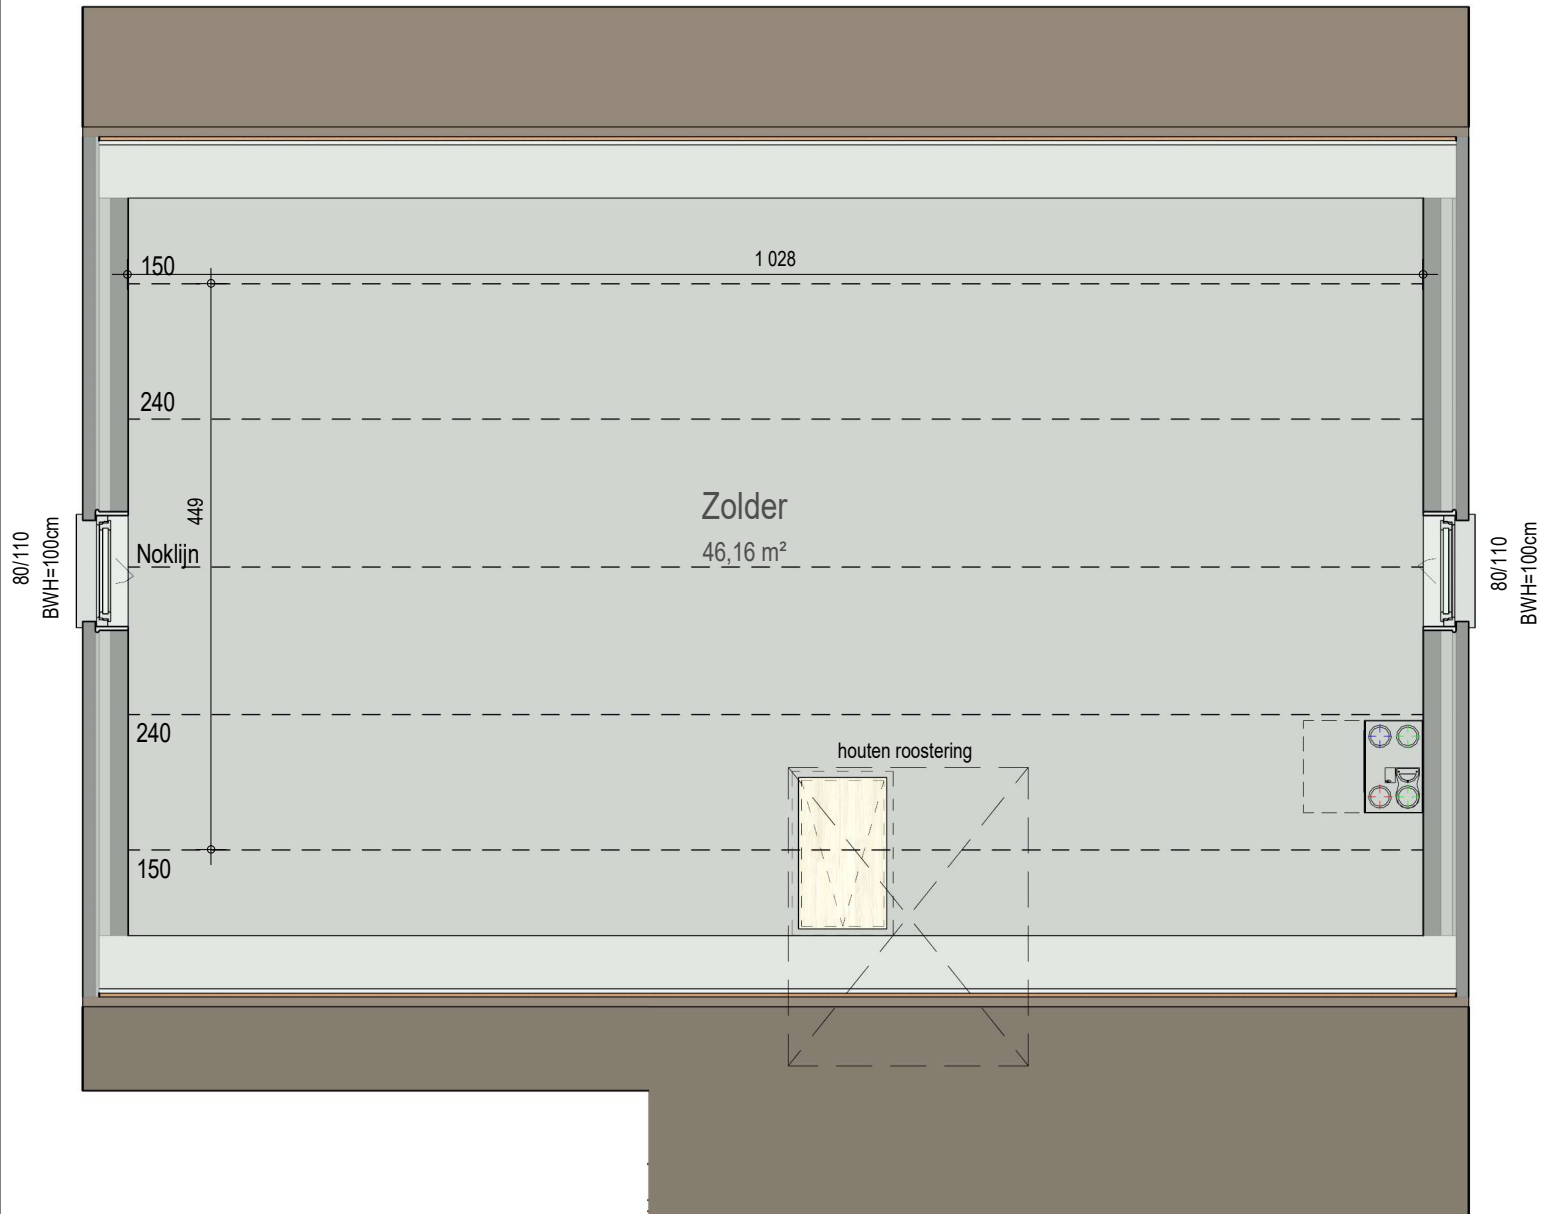 150
1 028
240
449
Zolder
46,16 m²
Noklijn
80/110
BWH=100cm
80/110
BWH=100cm
240
houten roostering
150